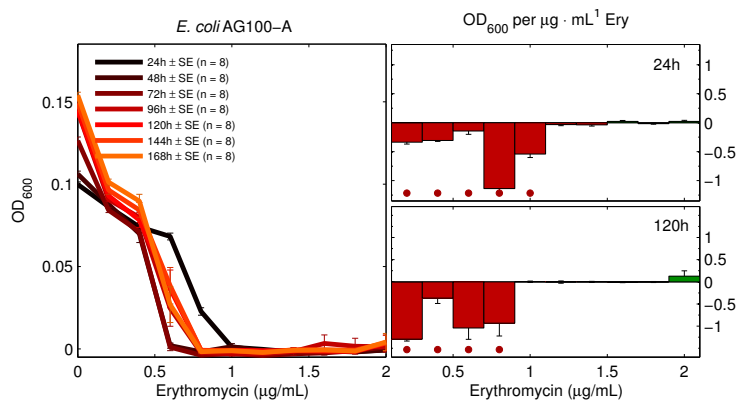 E. coli AG100−A
OD600 per μg · mL1 Ery
24h ± SE (n = 8)
48h ± SE (n = 8)
72h ± SE (n = 8)
96h ± SE (n = 8)
120h ± SE (n = 8)
144h ± SE (n = 8)
168h ± SE (n = 8)
0.15
0.1
0.05
0
OD600
0 0.5 1 1.5 2
Erythromycin (μg/mL)
24h
1
0.5
0
−0.5
−1
120h
1
0.5
0
−0.5
−1
0.5 1 1.5 2
Erythromycin (μg/mL)